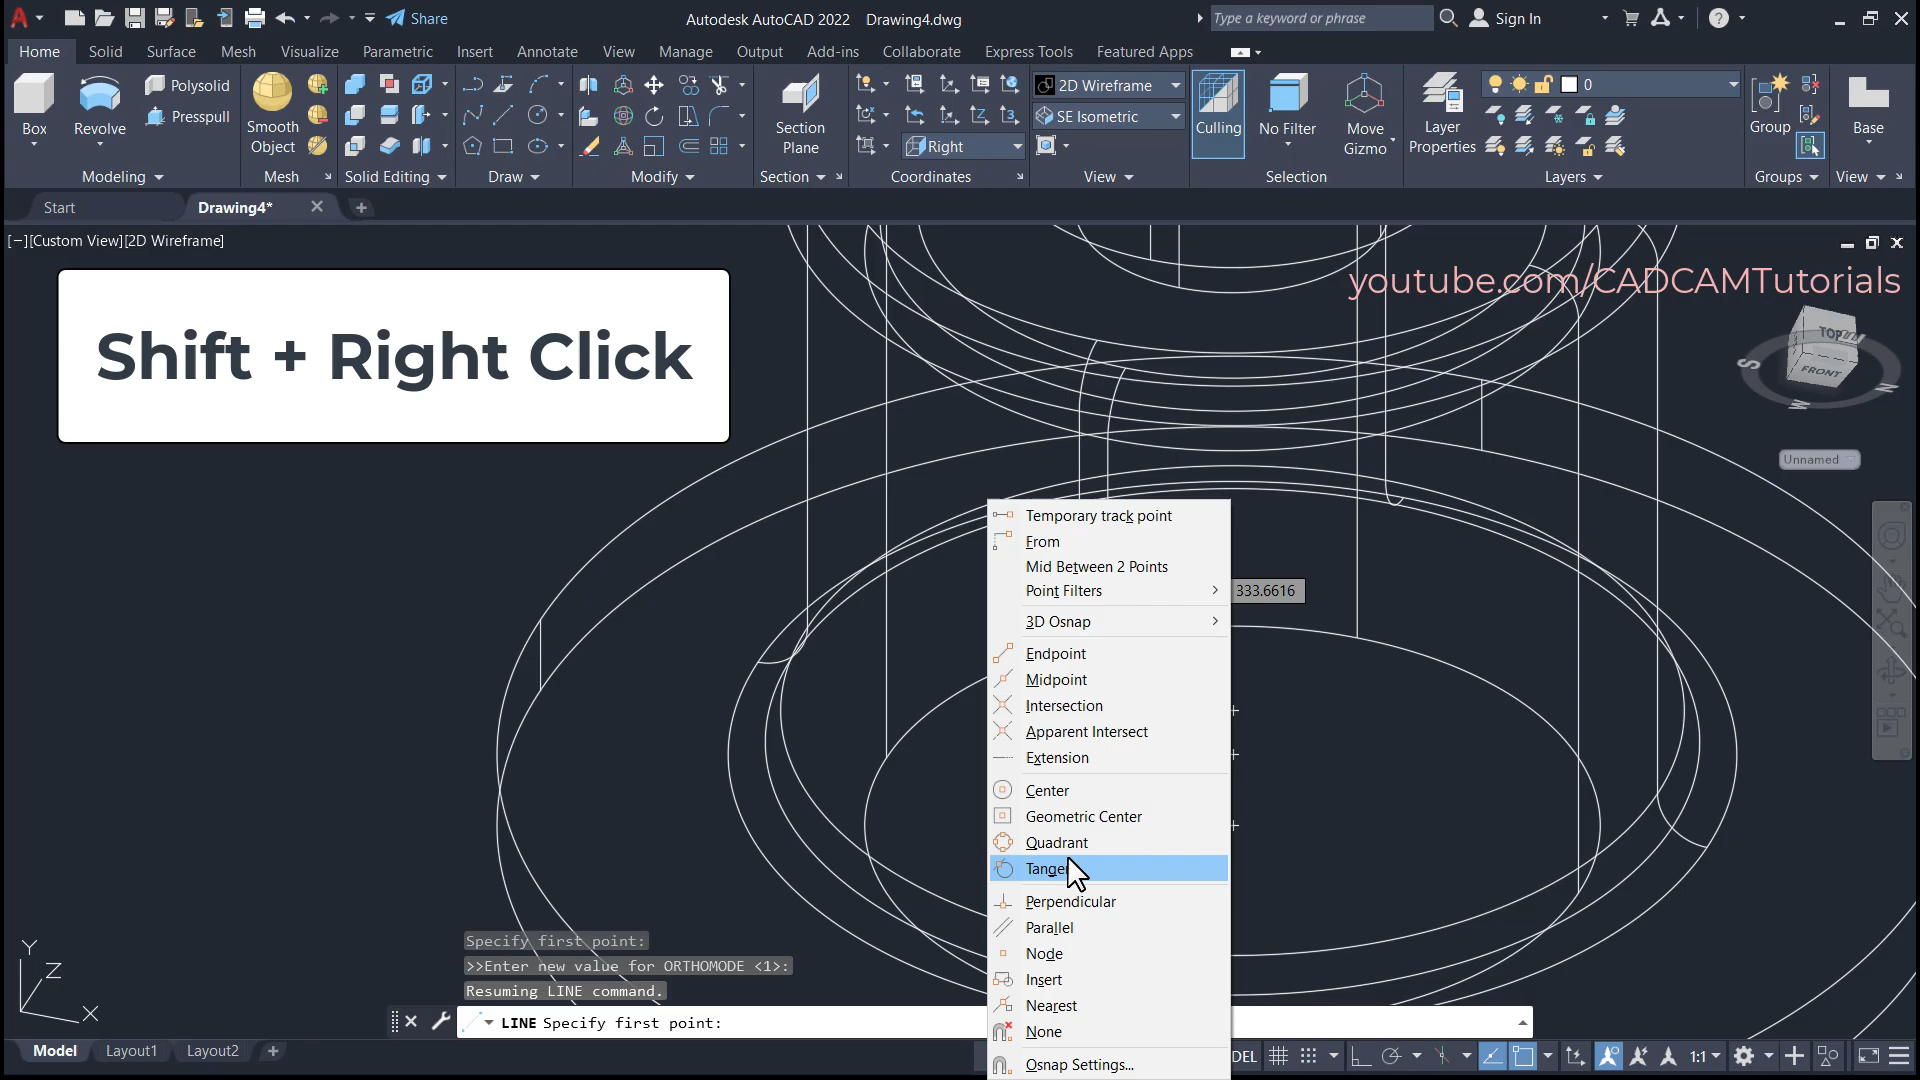 Share
Autodesk AutoCAD 2022 Drawing4.dwg
Type a keyword or phrase
Sign In
Home Solid Surface Mesh Visualize Parametric Insert Annotate View Manage Output Add-ins Collaborate Express Tools Featured Apps
Box
Revolve
Polysolid
Presspull
Smooth
Object
Section
Plane
Right
2D Wireframe
SE Isometric
Culling
No Filter
Move
Gizmo
Layer
Properties
0
Group
Base
Modeling Mesh Solid Editing Draw Modify Section Coordinates View Selection Layers Groups View
Start Drawing4*
[−][Custom View][2D Wireframe]
youtube.com/CADCAMTutorials
Shift + Right Click
TOP
FRONT
S
N
W
Unnamed
Temporary track point
From
Mid Between 2 Points
Point Filters
333.6616
3D Osnap
Endpoint
Midpoint
Intersection
Apparent Intersect
Extension
Center
Geometric Center
Quadrant
Perpendicular
Parallel
Node
Insert
Nearest
None
Osnap Settings...
Specify first point:
>>Enter new value for ORTHOMODE <1>:
Resuming LINE command.
LINE Specify first point:
Y
Z
X
Model Layout1 Layout2
DEL
1:1